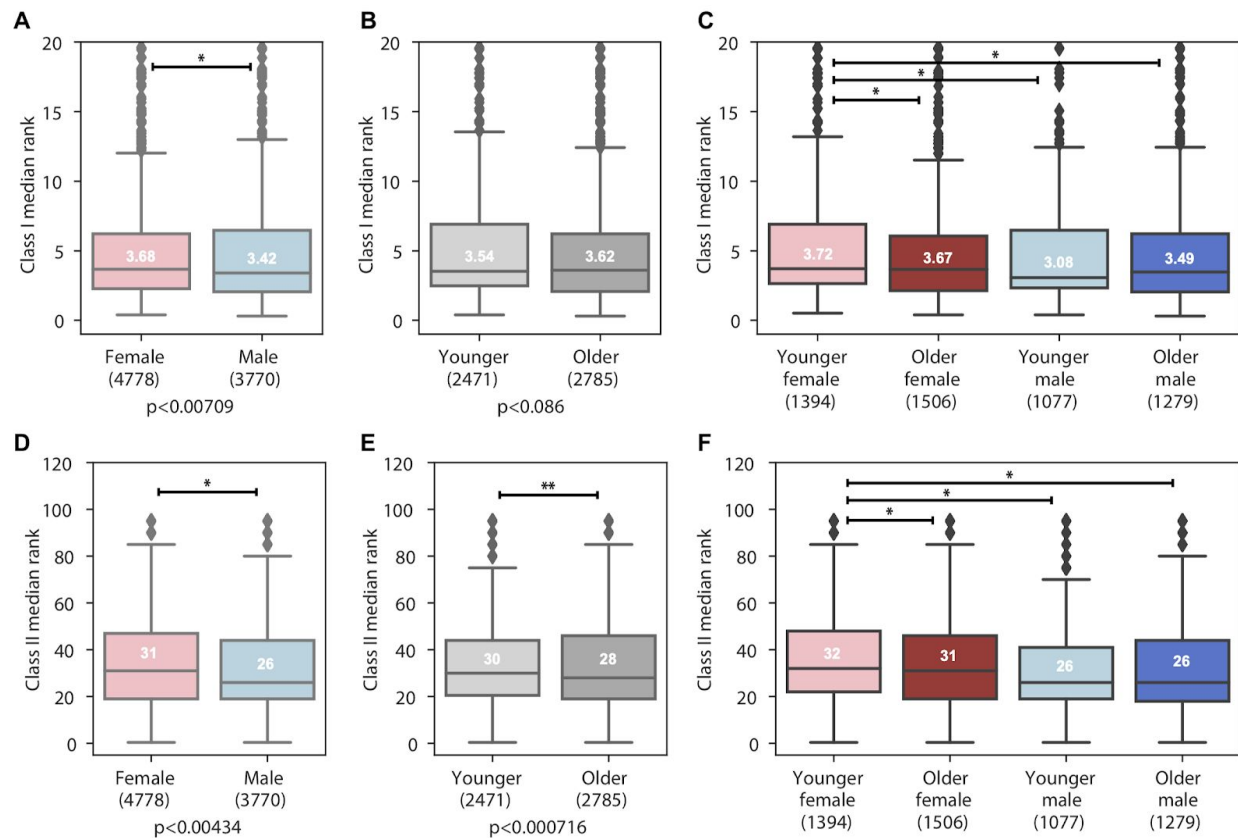 A
Class I median rank
20
15
10
5
0
*
3.68
3.42
Female
(4778)
Male
(3770)
p<0.00709
B
Class I median rank
20
15
10
5
0
3.54
3.62
Younger
(2471)
Older
(2785)
p<0.086
C
Class I median rank
20
15
10
5
0
*
*
*
3.72
3.67
3.08
3.49
Younger
female
(1394)
Older
female
(1506)
Younger
male
(1077)
Older
male
(1279)
D
Class II median rank
120
100
80
60
40
20
0
*
31
26
Female
(4778)
Male
(3770)
p<0.00434
E
Class II median rank
120
100
80
60
40
20
0
**
30
28
Younger
(2471)
Older
(2785)
p<0.000716
F
Class II median rank
120
100
80
60
40
20
0
*
*
*
32
31
26
26
Younger
female
(1394)
Older
female
(1506)
Younger
male
(1077)
Older
male
(1279)